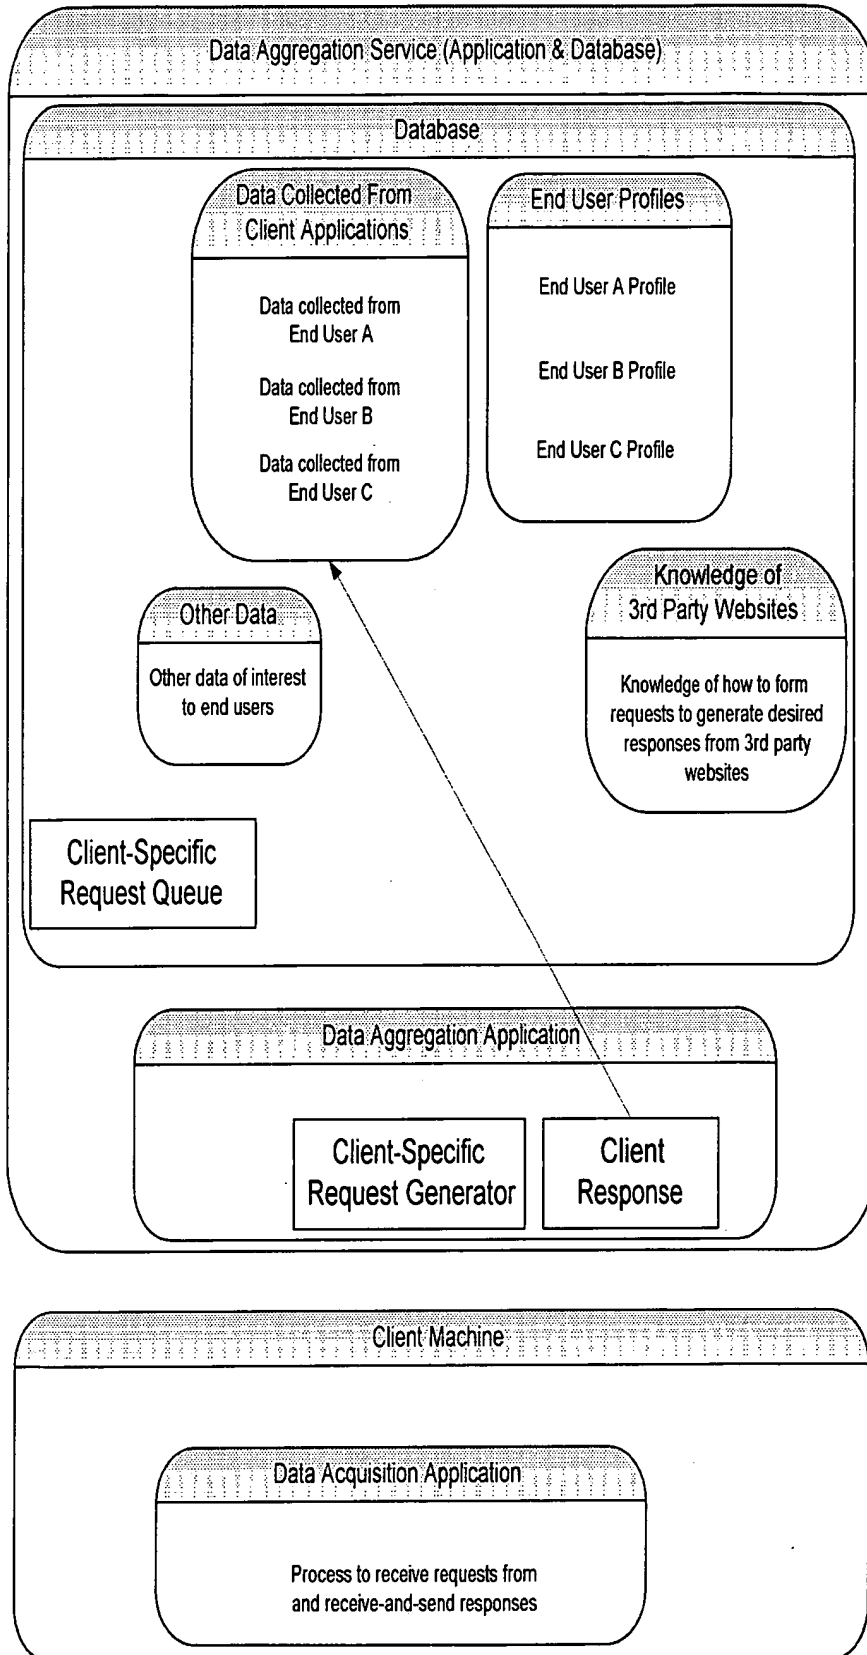 Data Aggregation Service (Application & Database)
Database
Data Collected From
Client Applications
Data collected from
End User A
Data collected from
End User B
Data collected from
End User C
End User Profiles
End User A Profile
End User B Profile
End User C Profile
Other Data
Other data of interest
to end users
Knowledge of
3rd Party Websites
Knowledge of how to form
requests to generate desired
responses from 3rd party
websites
Client-Specific
Request Queue
Data Aggregation Application
Client-Specific
Request Generator
Client
Response
Client Machine
Data Acquisition Application
Process to receive requests from
and receive-and-send responses